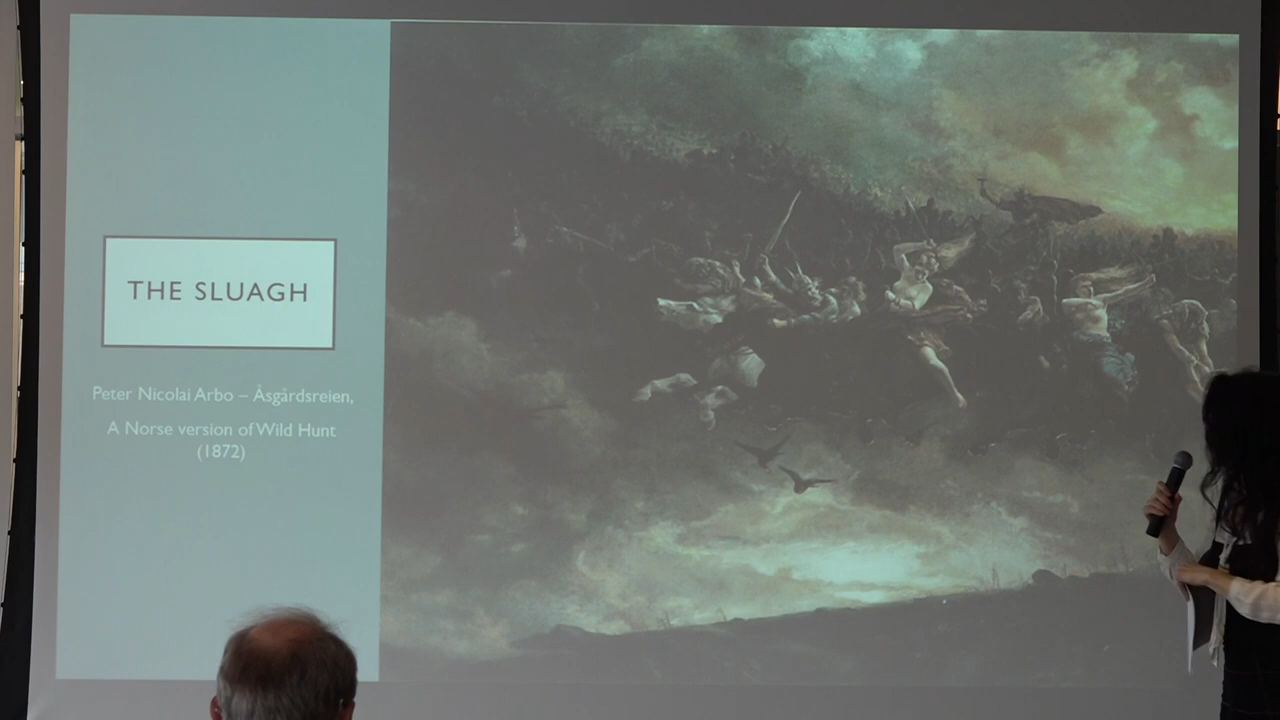 THE SLUAGH
Peter Nicolai Arbo – Åsgårdsreien,
A Norse version of Wild Hunt
(1872)